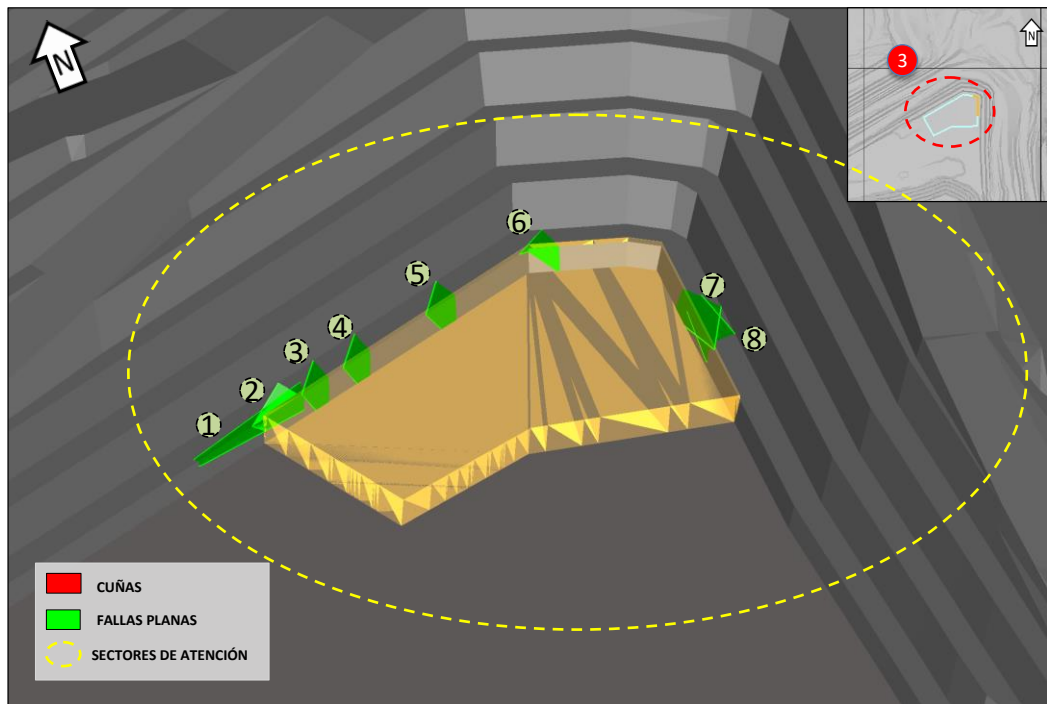 N
N
3
6
5
7
4
8
3
2
1
CUÑAS
FALLAS PLANAS
SECTORES DE ATENCIÓN